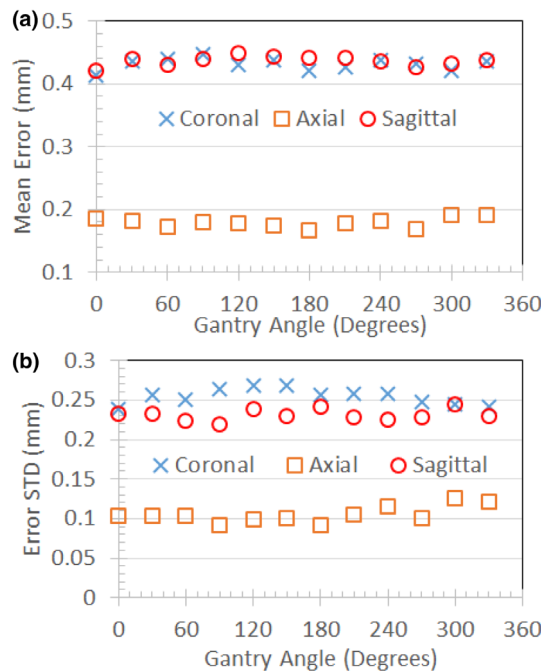 (a)
0.5
0.4
0.3
0.2
0.1
Mean Error (mm)
Coronal Axial Sagittal
0 60 120 180 240 300 360
Gantry Angle (Degrees)
(b)
0.3
0.25
0.2
0.15
0.1
0.05
0
Error STD (mm)
Coronal Axial Sagittal
0 60 120 180 240 300 360
Gantry Angle (Degrees)